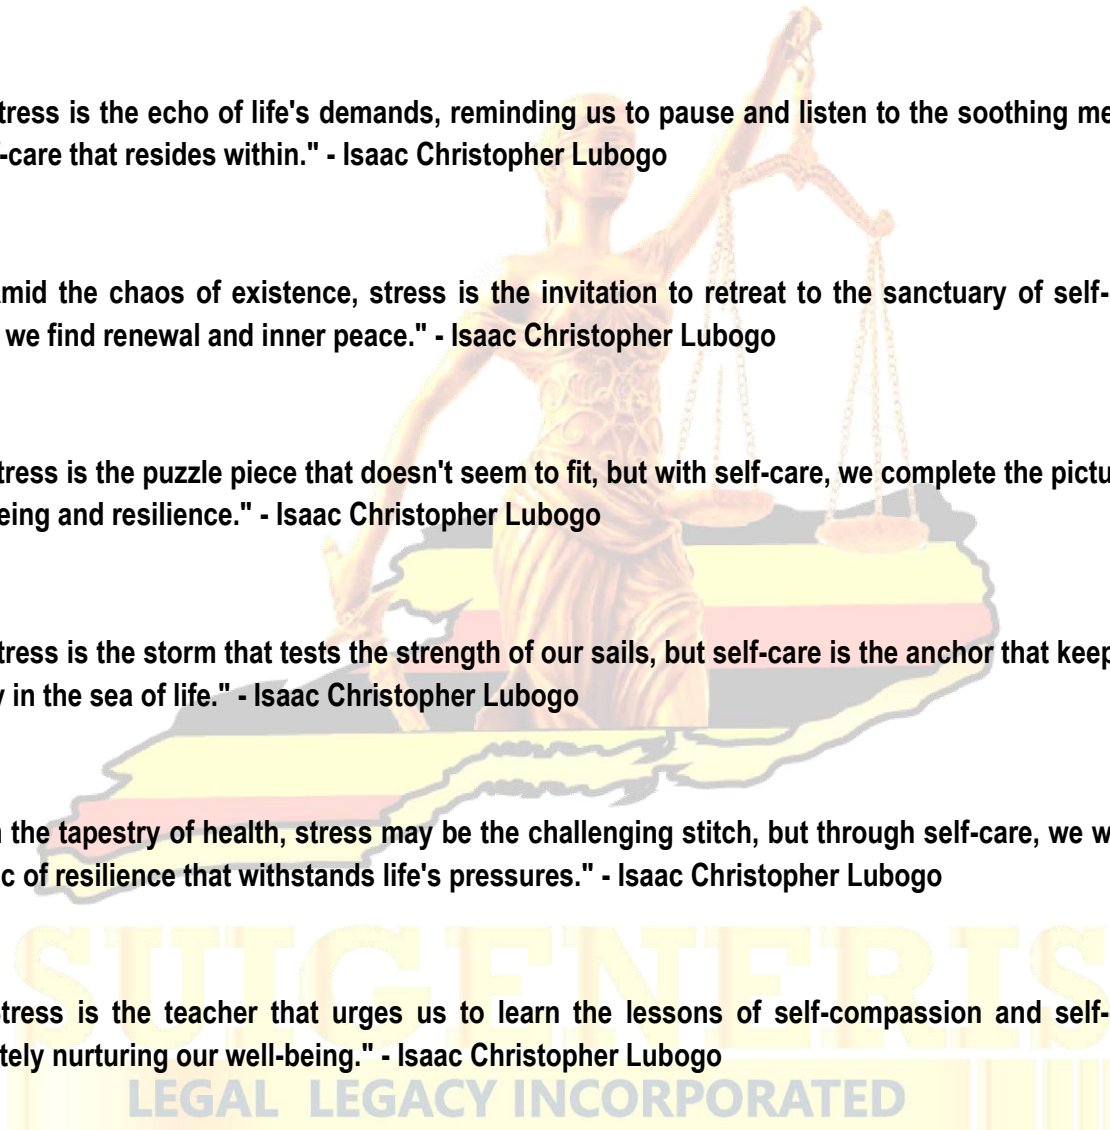 tress is the echo of life's demands, reminding us to pause and listen to the soothing me
-care that resides within." - Isaac Christopher Lubogo
mid the chaos of existence, stress is the invitation to retreat to the sanctuary of self-
we find renewal and inner peace." - Isaac Christopher Lubogo
tress is the puzzle piece that doesn't seem to fit, but with self-care, we complete the pictu
eing and resilience." - Isaac Christopher Lubogo
tress is the storm that tests the strength of our sails, but self-care is the anchor that keep
y in the sea of life." - Isaac Christopher Lubogo
n the tapestry of health, stress may be the challenging stitch, but through self-care, we w
c of resilience that withstands life's pressures." - Isaac Christopher Lubogo
SUIGENERIS
tress is the teacher that urges us to learn the lessons of self-compassion and self-
tely nurturing our well-being." - Isaac Christopher Lubogo
LEGAL LEGACY INCORPORATED